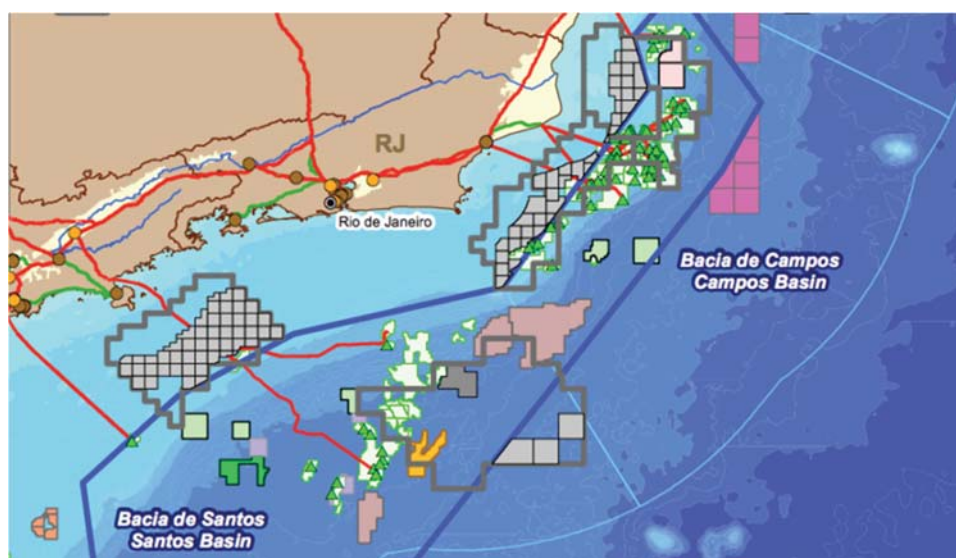 RJ
Rio de Janeiro
Bacia de Campos
Campos Basin
Bacia de Santos
Santos Basin